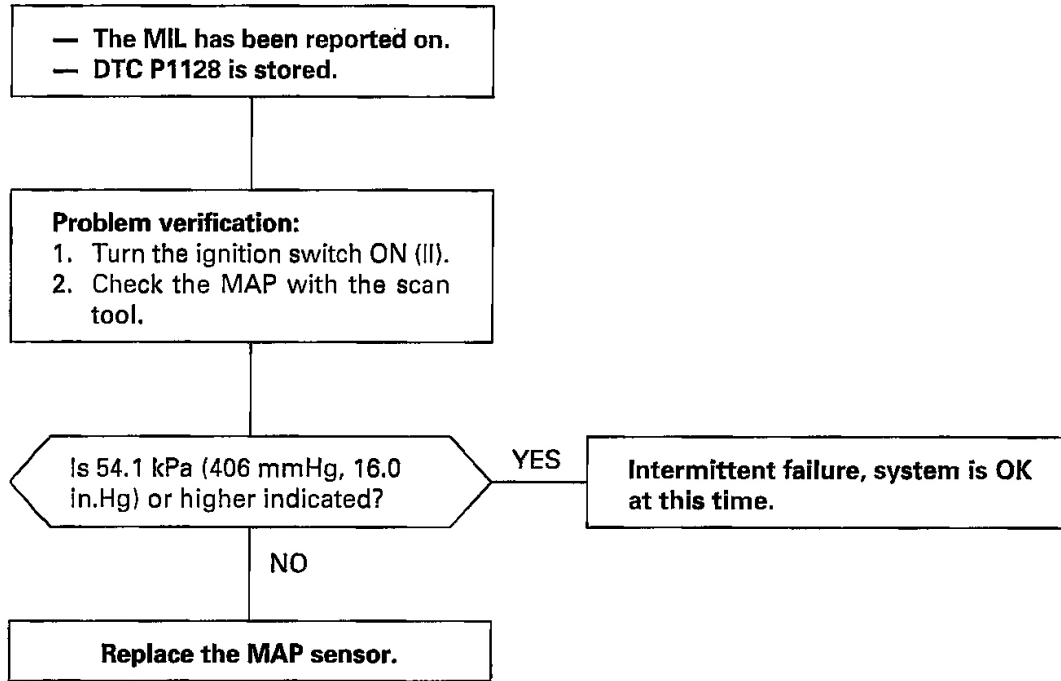 — The MIL has been reported on.
— DTC P1128 is stored.
Problem verification:
1. Turn the ignition switch ON (II).
2. Check the MAP with the scan
tool.
Is 54.1 kPa (406 mmHg, 16.0
in.Hg) or higher indicated?
YES
Intermittent failure, system is OK
at this time.
NO
Replace the MAP sensor.